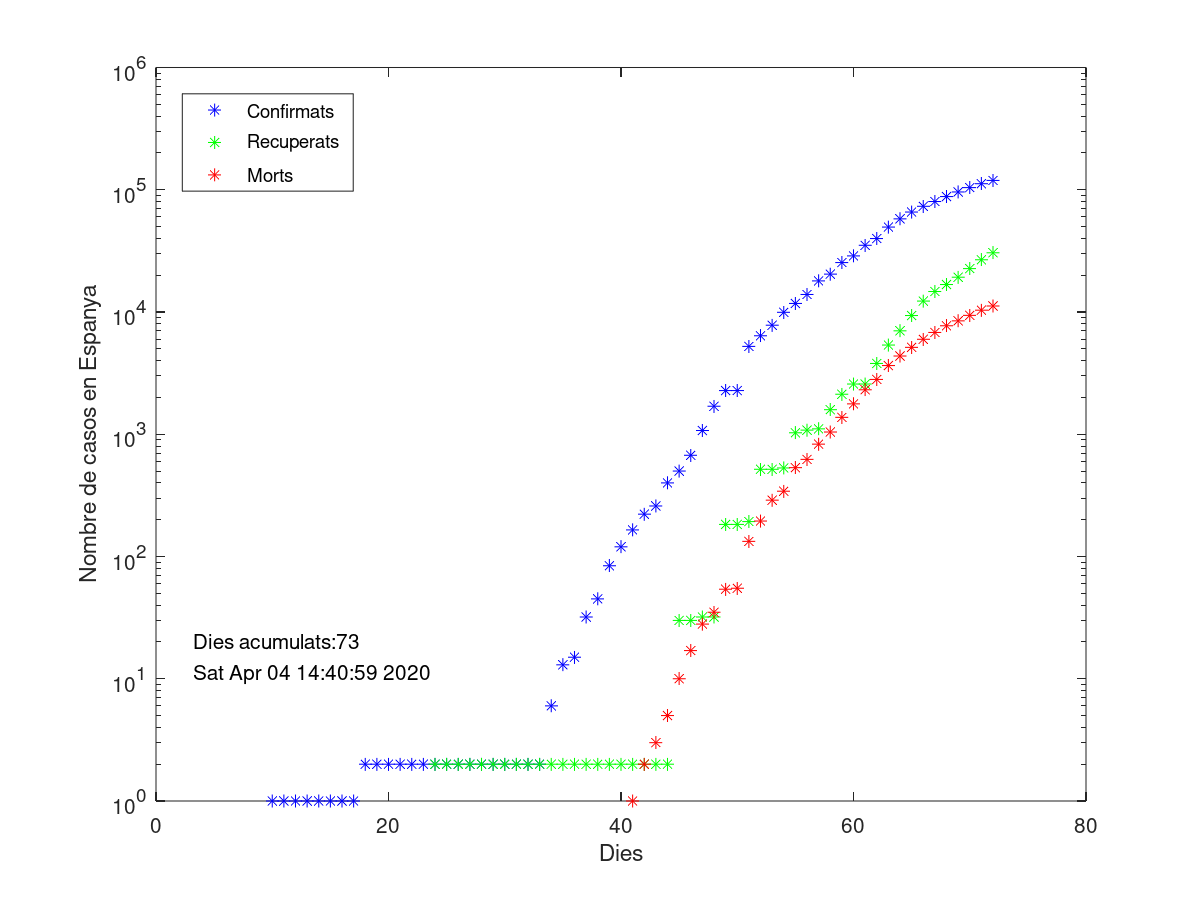 10^6
10^5
10^4
10^3
10^2
10^1
10^0
Confirmats
Recuperats
Morts
Nombre de casos en Espanya
Dies acumulats:73
Sat Apr 04 14:40:59 2020
0 20 40 60 80
Dies